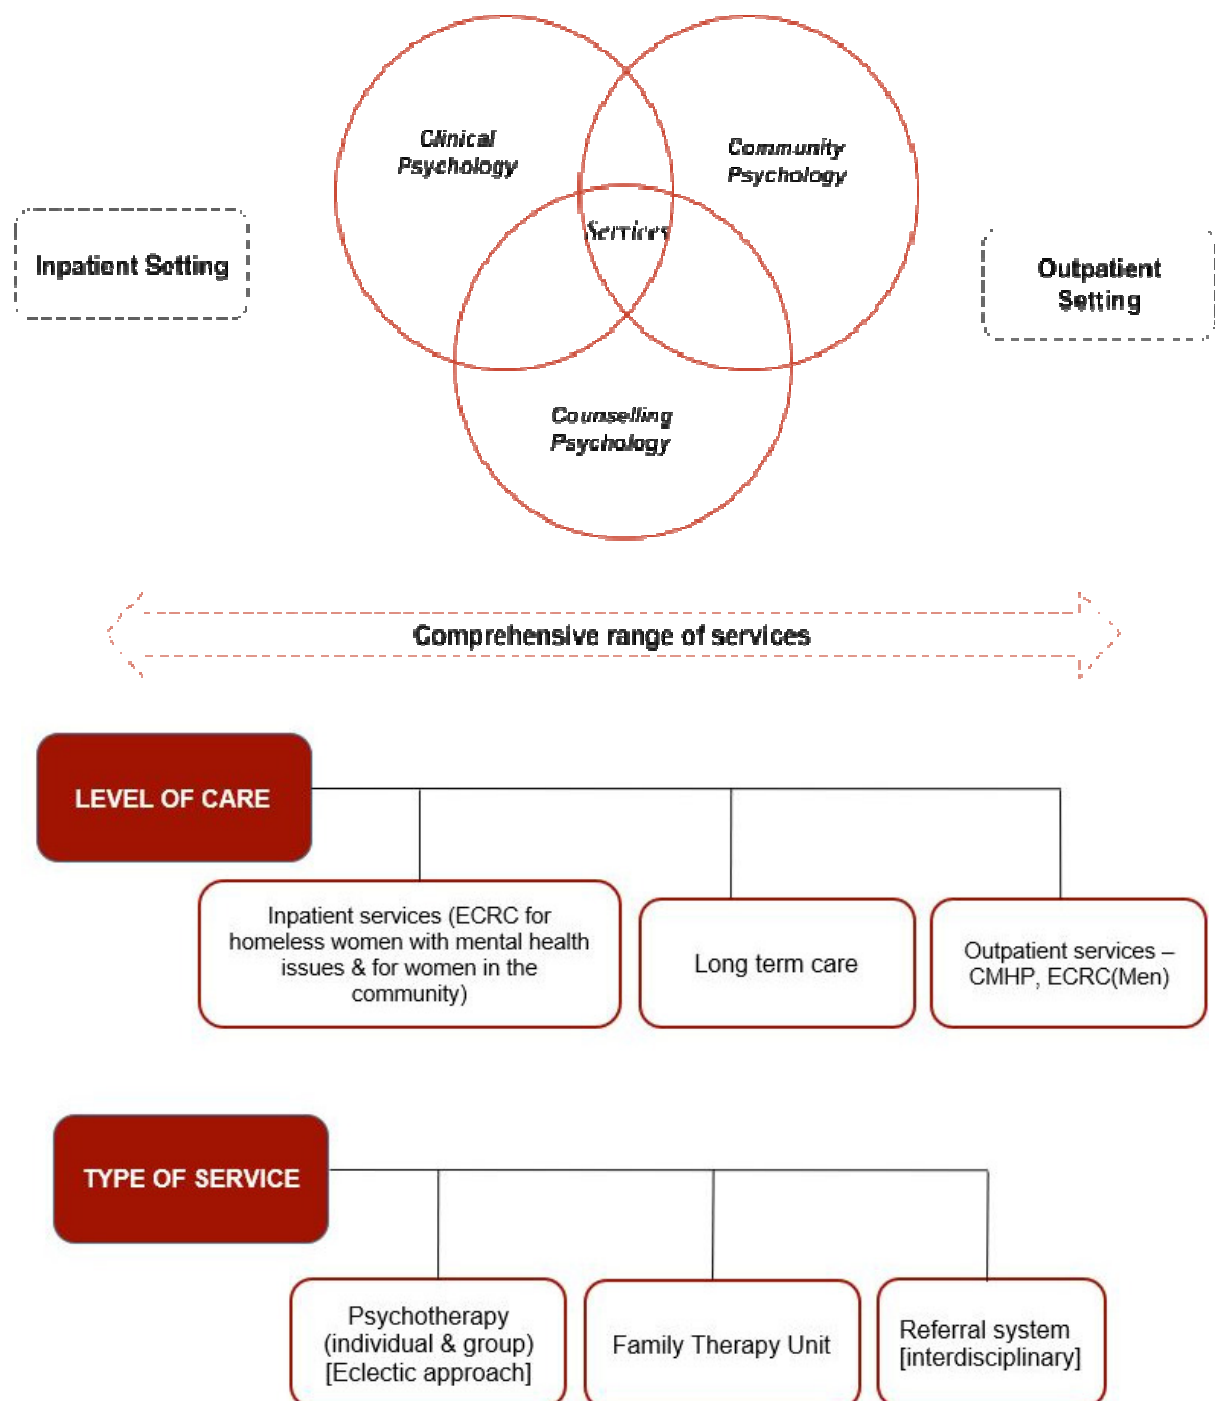 Clinical
Psychology
Community
Psychology
Services
Inpatient Setting
Outpatient
Setting
Counselling
Psychology
Comprehensive range of services
LEVEL OF CARE
Inpatient services (ECRC for
homeless women with mental health
issues & for women in the
community)
Long term care
Outpatient services –
CMHP, ECRC(Men)
TYPE OF SERVICE
Psychotherapy
(individual & group)
[Eclectic approach]
Family Therapy Unit
Referral system
[interdisciplinary]